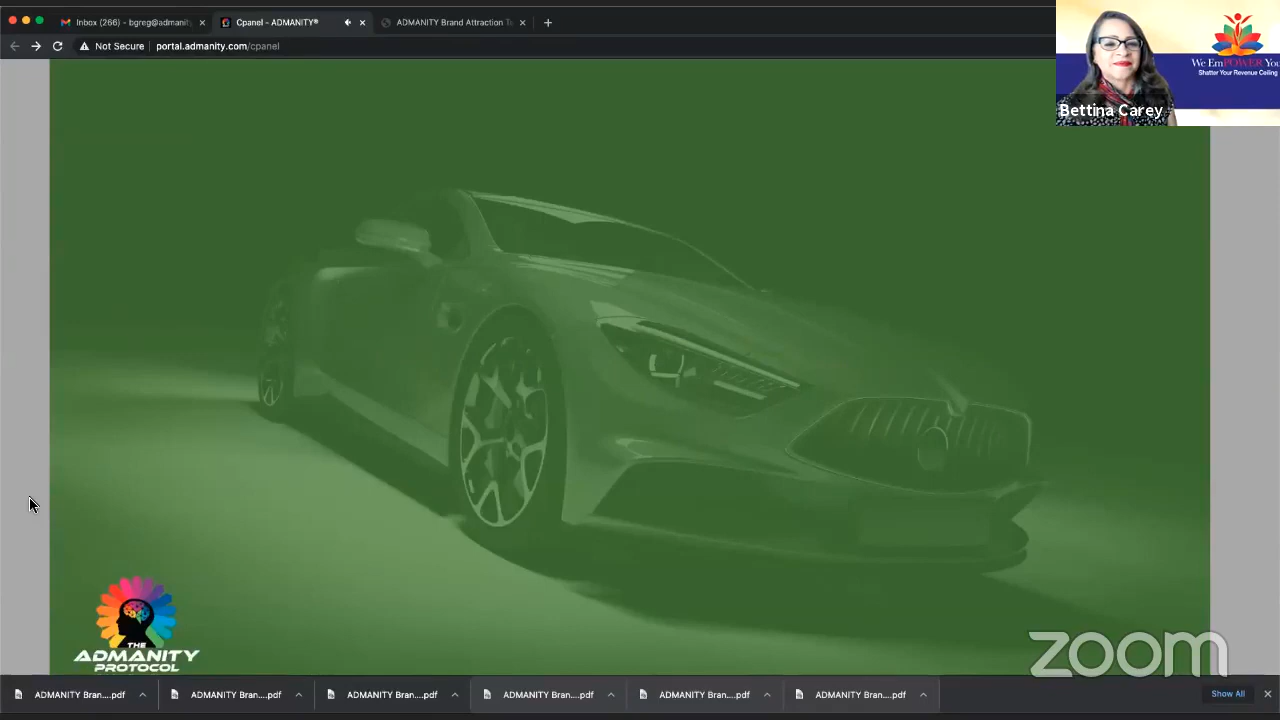 Inbox (266) - bgreg@admanity
Cpanel - ADMANITY®
ADMANITY Brand Attraction T
Not Secure
portal.admanity.com/cpanel
We EmPOWER You
Shatter Your Revenue Ceiling
Bettina Carey
THE
ADMANITY
PROTOCOL
zoom
ADMANITY Bran....pdf
ADMANITY Bran....pdf
ADMANITY Bran....pdf
ADMANITY Bran....pdf
ADMANITY Bran....pdf
ADMANITY Bran....pdf
Show All